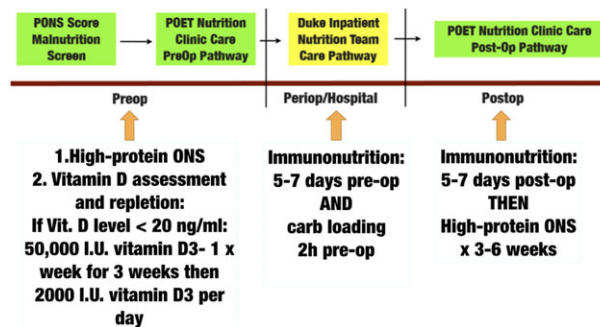 PONS Score
Malnutrition
Screen
POET Nutrition
Clinic Care
PreOp Pathway
Duke Inpatient
Nutrition Team
Care Pathway
POET Nutrition Clinic Care
Post-Op Pathway
Preop
Periop/Hospital
Postop
1.High-protein ONS
2. Vitamin D assessment
and repletion:
If Vit. D level < 20 ng/ml:
50,000 I.U. vitamin D3- 1 x
week for 3 weeks then
2000 I.U. vitamin D3 per
day
Immunonutrition:
5-7 days pre-op
AND
carb loading
2h pre-op
Immunonutrition:
5-7 days post-op
THEN
High-protein ONS
x 3-6 weeks